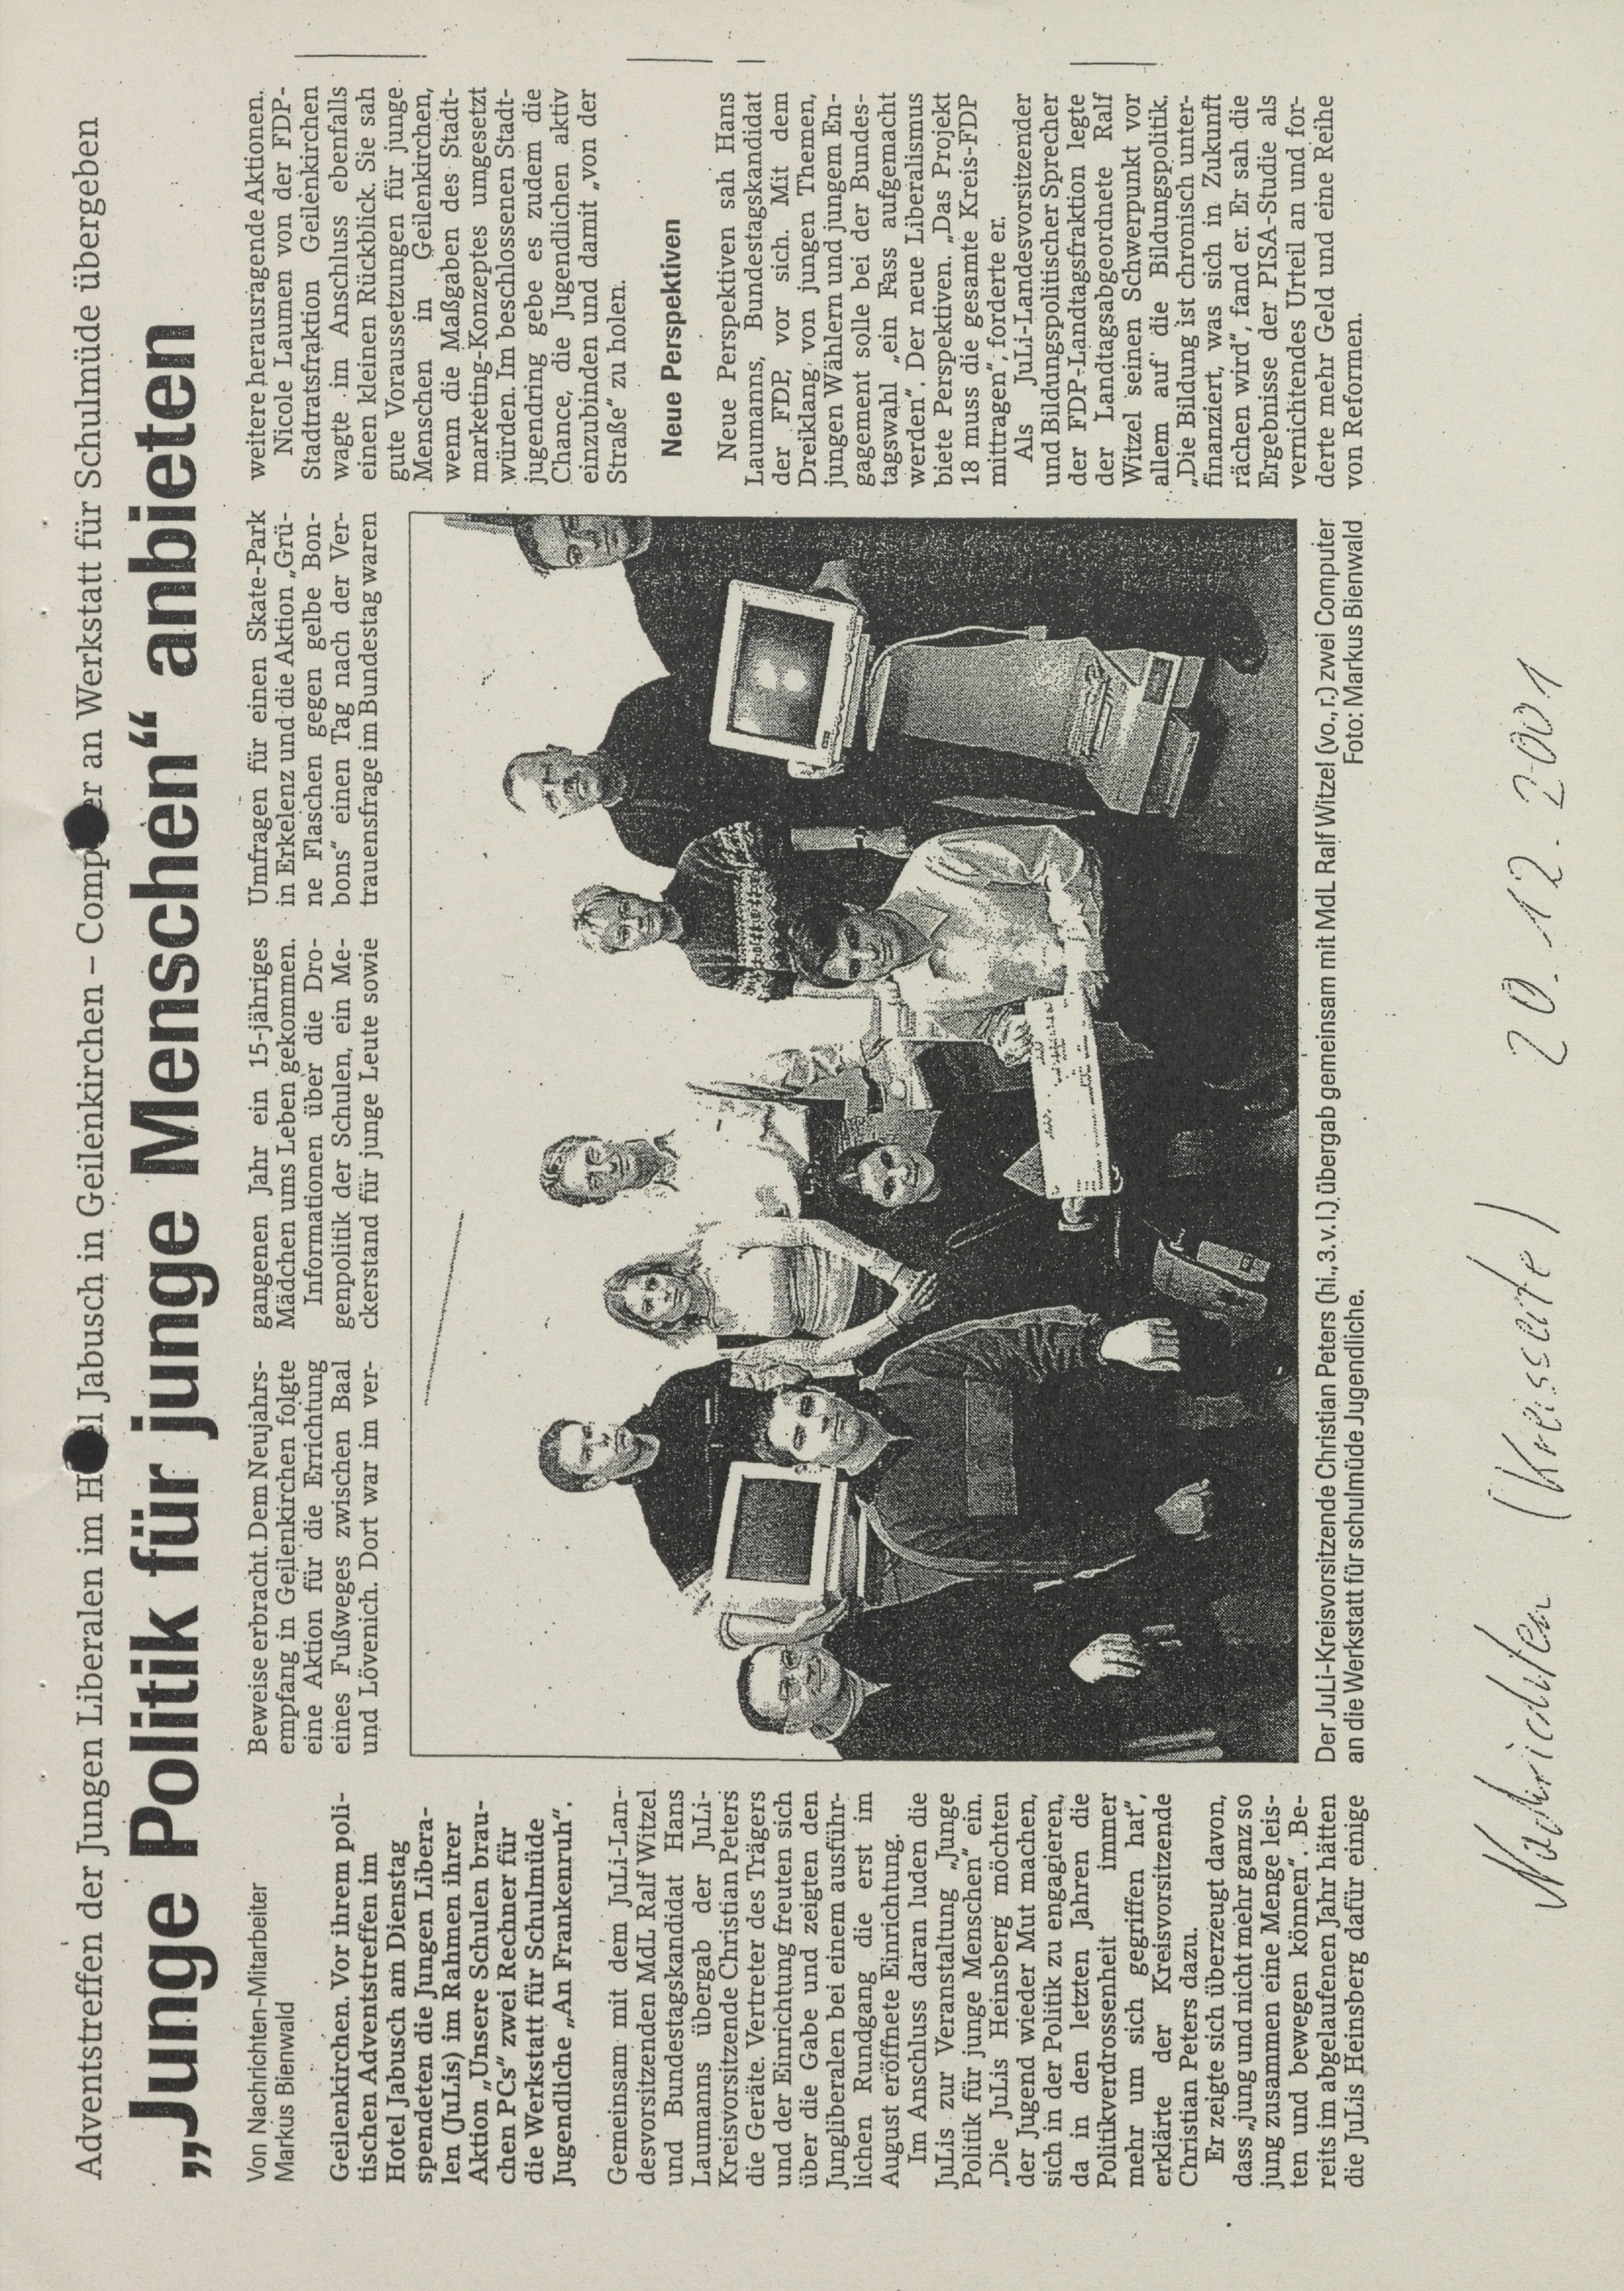 Adventstreffen der Jungen Liberalen im H el Jabusch in Geilenkirchen – Comp er an Werkstatt für Schulmüde übergeben
„Junge Politik für junge Menschen“ anbieten
Von Nachrichten-Mitarbeiter
Markus Bienwald
Geilenkirchen. Vor ihrem poli-
tischen Adventstreffen im
Hotel Jabusch am Dienstag
spendeten die Jungen Libera-
len (JuLis) im Rahmen ihrer
Aktion „Unsere Schulen brau-
chen PCs“ zwei Rechner für
die Werkstatt für Schulmüde
Jugendliche „An Frankenruh“.
Gemeinsam mit dem JuLi-Lan-
desvorsitzenden MdL Ralf Witzel
und Bundestagskandidat Hans
Laumanns übergab der JuLi-
Kreisvorsitzende Christian Peters
die Geräte. Vertreter des Trägers
und der Einrichtung freuten sich
über die Gabe und zeigten den
Jungliberalen bei einem ausführ-
lichen Rundgang die erst im
August eröffnete Einrichtung.
Im Anschluss daran luden die
JuLis zur Veranstaltung „Junge
Politik für junge Menschen“ ein.
„Die JuLis Heinsberg möchten
der Jugend wieder Mut machen,
sich in der Politik zu engagieren,
da in den letzten Jahren die
Politikverdrossenheit immer
mehr um sich gegriffen hat“,
erklärte der Kreisvorsitzende
Christian Peters dazu.
Er zeigte sich überzeugt davon,
dass „jung und nicht mehr ganz so
jung zusammen eine Menge leis-
ten und bewegen können“. Be-
reits im abgelaufenen Jahr hätten
die JuLis Heinsberg dafür einige
Beweise erbracht. Dem Neujahrs-
empfang in Geilenkirchen folgte
eine Aktion für die Errichtung
eines Fußweges zwischen Baal
und Lövenich. Dort war im ver-
gangenen Jahr ein 15-jähriges
Mädchen ums Leben gekommen.
Informationen über die Dro-
genpolitik der Schulen, ein Me-
ckerstand für junge Leute sowie
Umfragen für einen Skate-Park
in Erkelenz und die Aktion „Grü-
ne Flaschen gegen gelbe Bon-
bons“ einen Tag nach der Ver-
trauensfrage im Bundestag waren
weitere herausragende Aktionen.
Nicole Laumen von der FDP-
Stadtratsfraktion Geilenkirchen
wagte im Anschluss ebenfalls
einen kleinen Rückblick. Sie sah
gute Voraussetzungen für junge
Menschen in Geilenkirchen,
wenn die Maßgaben des Stadt-
marketing-Konzeptes umgesetzt
würden. Im beschlossenen Stadt-
jugendring gebe es zudem die
Chance, die Jugendlichen aktiv
einzubinden und damit „von der
Straße“ zu holen.
Neue Perspektiven
Neue Perspektiven sah Hans
Laumanns, Bundestagskandidat
der FDP, vor sich. Mit dem
Dreiklang von jungen Themen,
jungen Wählern und jungem En-
gagement solle bei der Bundes-
tagswahl „ein Fass aufgemacht
werden“. Der neue Liberalismus
biete Perspektiven. „Das Projekt
18 muss die gesamte Kreis-FDP
mittragen“, forderte er.
Als JuLi-Landesvorsitzender
und Bildungspolitischer Sprecher
der FDP-Landtagsfraktion legte
der Landtagsabgeordnete Ralf
Witzel seinen Schwerpunkt vor
allem auf die Bildungspolitik.
„Die Bildung ist chronisch unter-
finanziert, was sich in Zukunft
rächen wird“, fand er. Er sah die
Ergebnisse der PISA-Studie als
vernichtendes Urteil an und for-
derte mehr Geld und eine Reihe
von Reformen.
Der JuLi-Kreisvorsitzende Christian Peters (hi., 3. v. l.) übergab gemeinsam mit MdL Ralf Witzel (vo., r.) zwei Computer
an die Werkstatt für schulmüde Jugendliche.
Foto: Markus Bienwald
Nachrichten (Kreisseite) 20.12.2001